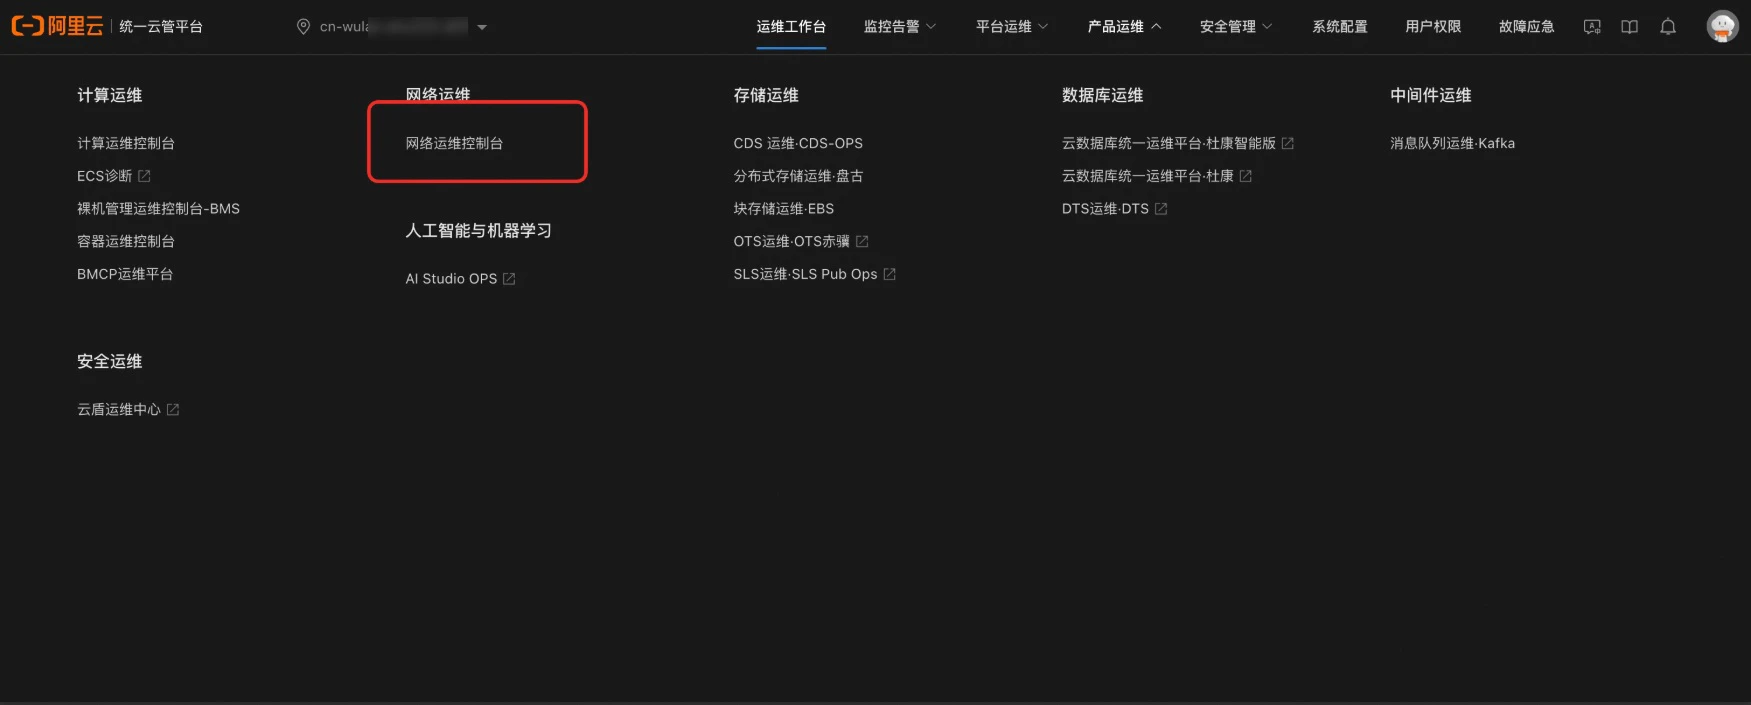 阿里云 统一云管平台 cn-wula 运维工作台 监控告警 平台运维 产品运维 安全管理 系统配置 用户权限 故障应急
计算运维
计算运维控制台
ECS诊断
裸机管理运维控制台-BMS
容器运维控制台
BMCP运维平台
网络运维
网络运维控制台
人工智能与机器学习
AI Studio OPS
存储运维
CDS 运维·CDS-OPS
分布式存储运维·盘古
块存储运维·EBS
OTS运维·OTS赤骥
SLS运维·SLS Pub Ops
数据库运维
云数据库统一运维平台·杜康智能版
云数据库统一运维平台·杜康
DTS运维·DTS
中间件运维
消息队列运维·Kafka
安全运维
云盾运维中心